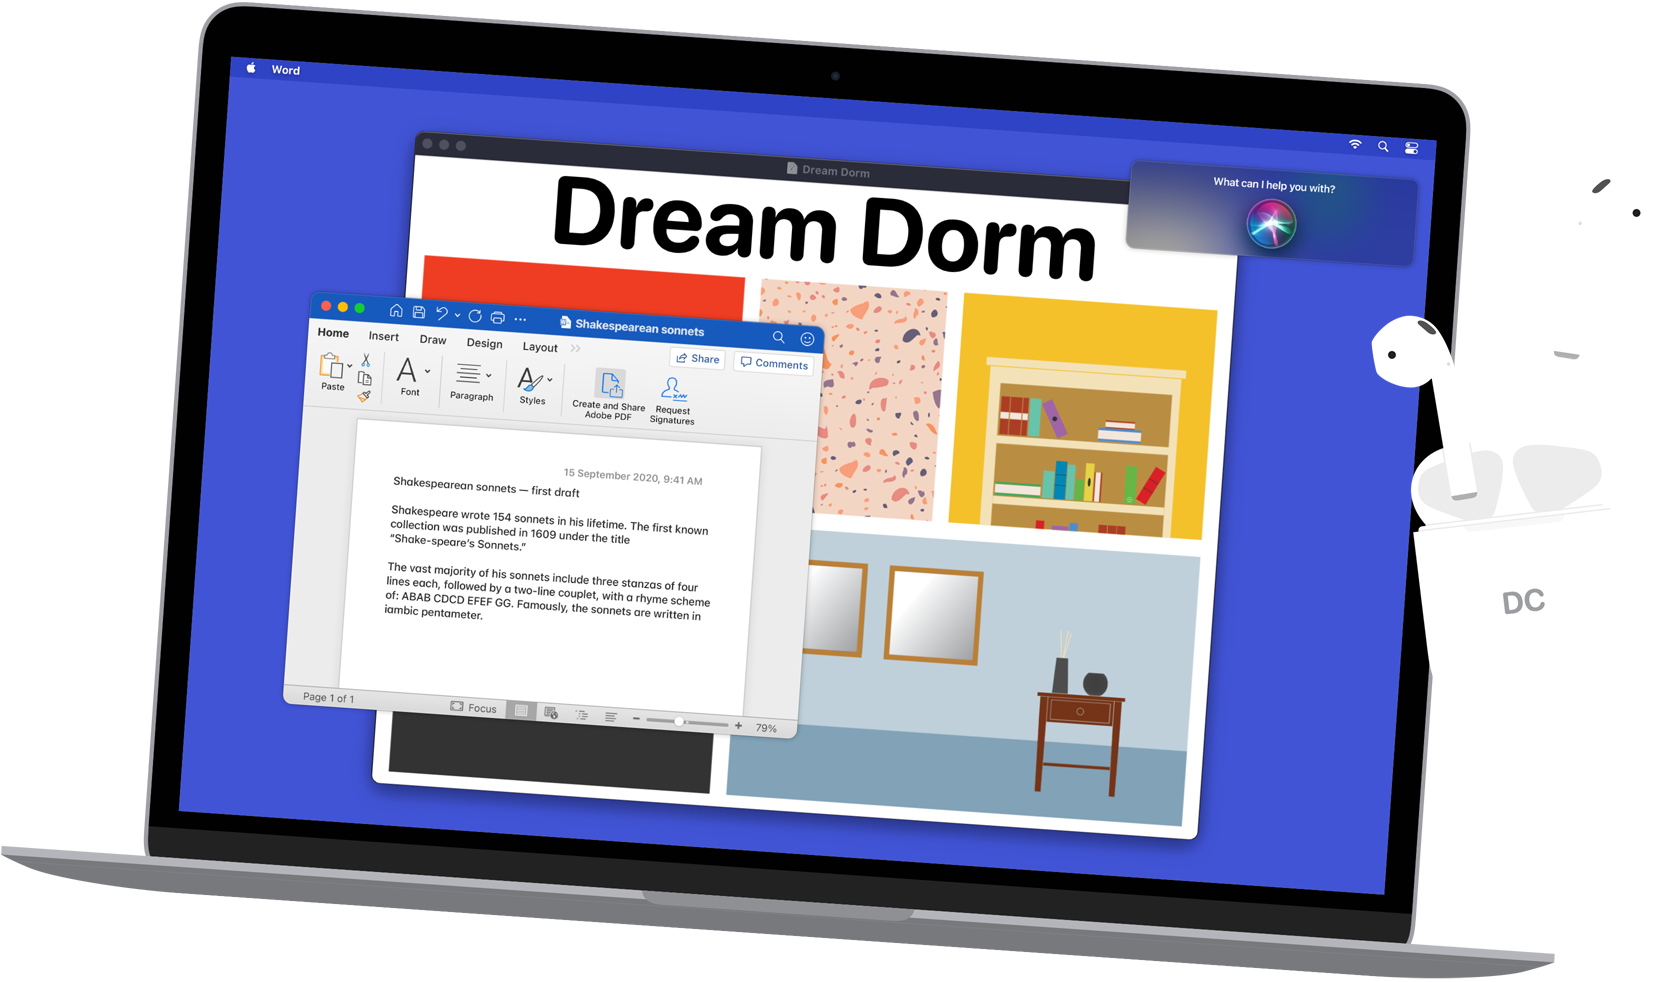 Word
Dream Dorm
What can I help you with?
Dream Dorm
Shakespearean sonnets
Home
Insert
Draw
Design
Layout
Share
Comments
Paste
Font
Paragraph
Styles
Create and Share
Adobe PDF
Request
Signatures
15 September 2020, 9:41 AM
Shakespearean sonnets — first draft
Shakespeare wrote 154 sonnets in his lifetime. The first known
collection was published in 1609 under the title
“Shake-speare’s Sonnets.”
The vast majority of his sonnets include three stanzas of four
lines each, followed by a two-line couplet, with a rhyme scheme
of: ABAB CDCD EFEF GG. Famously, the sonnets are written in
iambic pentameter.
Page 1 of 1
Focus
79%
DC